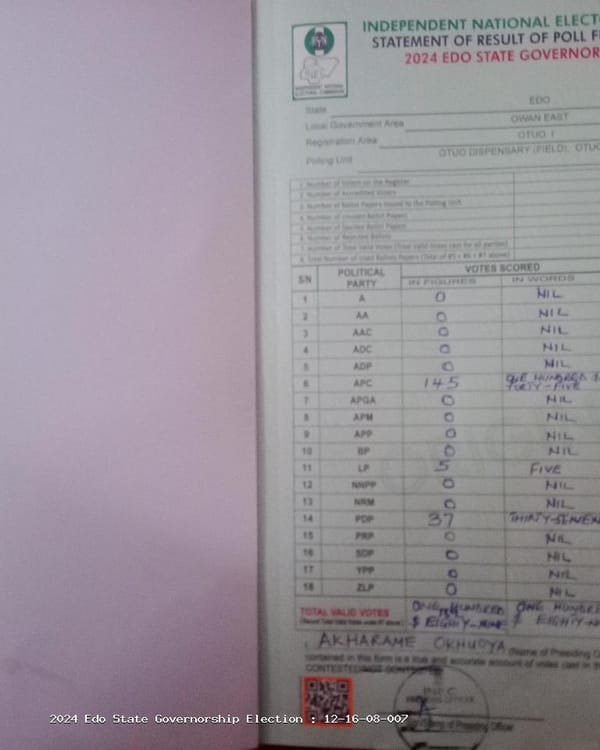 INDEPENDENT NATIONAL ELECT
STATEMENT OF RESULT OF POLL F
2024 EDO STATE GOVERNOR
INDEPENDENT NATIONAL
ELECTORAL COMMISSION
State EDO
Local Government Area OWAN EAST
Registration Area OTUO I
Polling Unit OTUO DISPENSARY (FIELD), OTUO
1. Number of Voters on the Register
2. Number of Accredited Voters
3. Number of Ballot Papers Issued to the Polling Unit
4. Number of Unused Ballot Papers
5. Number of Spoiled Ballot Papers
6. Number of Rejected Ballots
7. Number of Total Valid Votes (Total Valid Votes cast for all parties)
8. Total Number of Used Ballot Papers (Total of #5 + #6 + #7 above)
S/N POLITICAL PARTY VOTES SCORED
IN FIGURES IN WORDS
1 A 0 NIL
2 AA 0 NIL
3 AAC 0 NIL
4 ADC 0 NIL
5 ADP 0 NIL
6 APC 145 ONE HUNDRED $ FORTY-FIVE
7 APGA 0 NIL
8 APM 0 NIL
9 APP 0 NIL
10 BP 0 NIL
11 LP 5 FIVE
12 NNPP 0 NIL
13 NRM 0 NIL
14 PDP 37 THIRTY-SEVEN
15 PRP 0 NIL
16 SDP 0 NIL
17 YPP 0 NIL
18 ZLP 0 NIL
TOTAL VALID VOTES ONE HUNDRED ONE HUNDRED
$ EIGHTY-NINE $ EIGHTY-N
I, AKHARAME OKHUOYA (Name of Presiding O
contained in this form is a true and accurate account of votes cast in th
CONTESTED/NOT CONTESTED
INEC
PRESIDING OFFICER
Name of Presiding Officer
2024 Edo State Governorship Election : 12-16-08-007